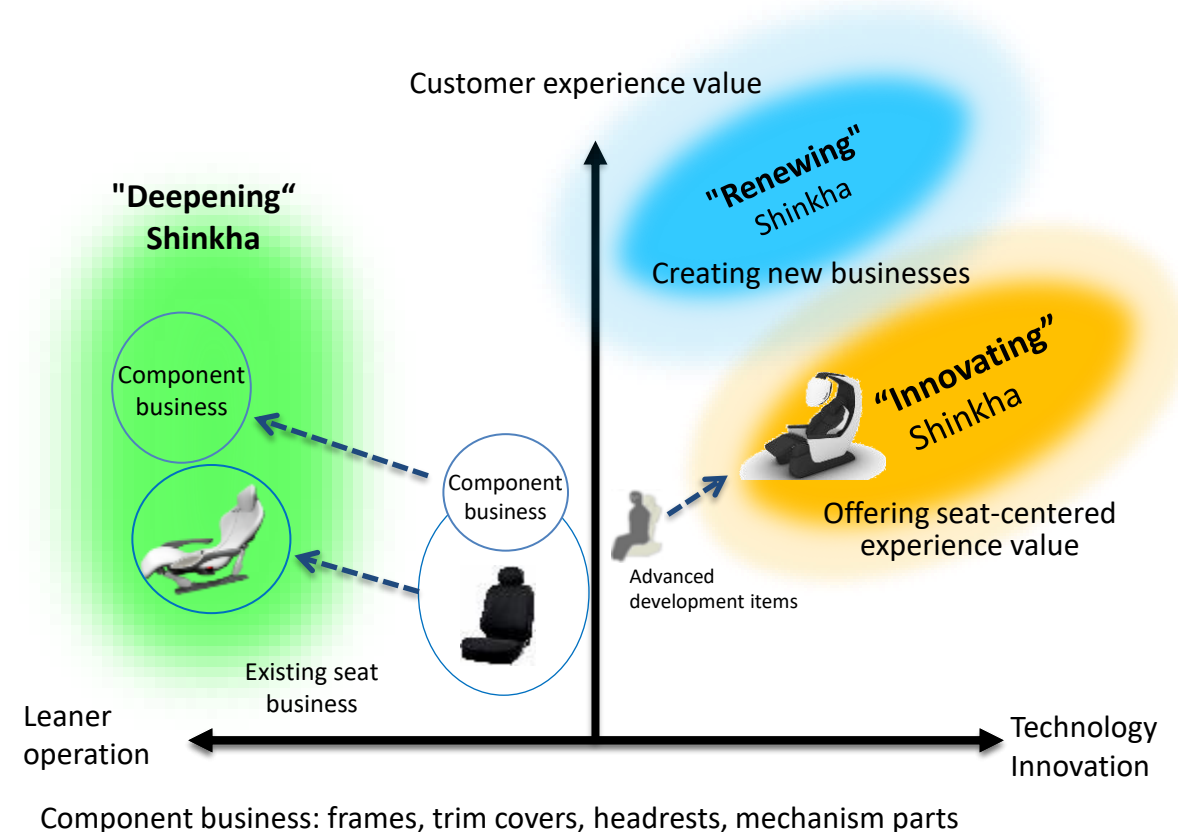 Customer experience value
"Renewing"
Shinkha
"Deepening“
Shinkha
Creating new businesses
“Innovating”
Shinkha
Component
business
Component
business
Offering seat-centered
experience value
Advanced
development items
Existing seat
business
Leaner
operation
Technology
Innovation
Component business: frames, trim covers, headrests, mechanism parts